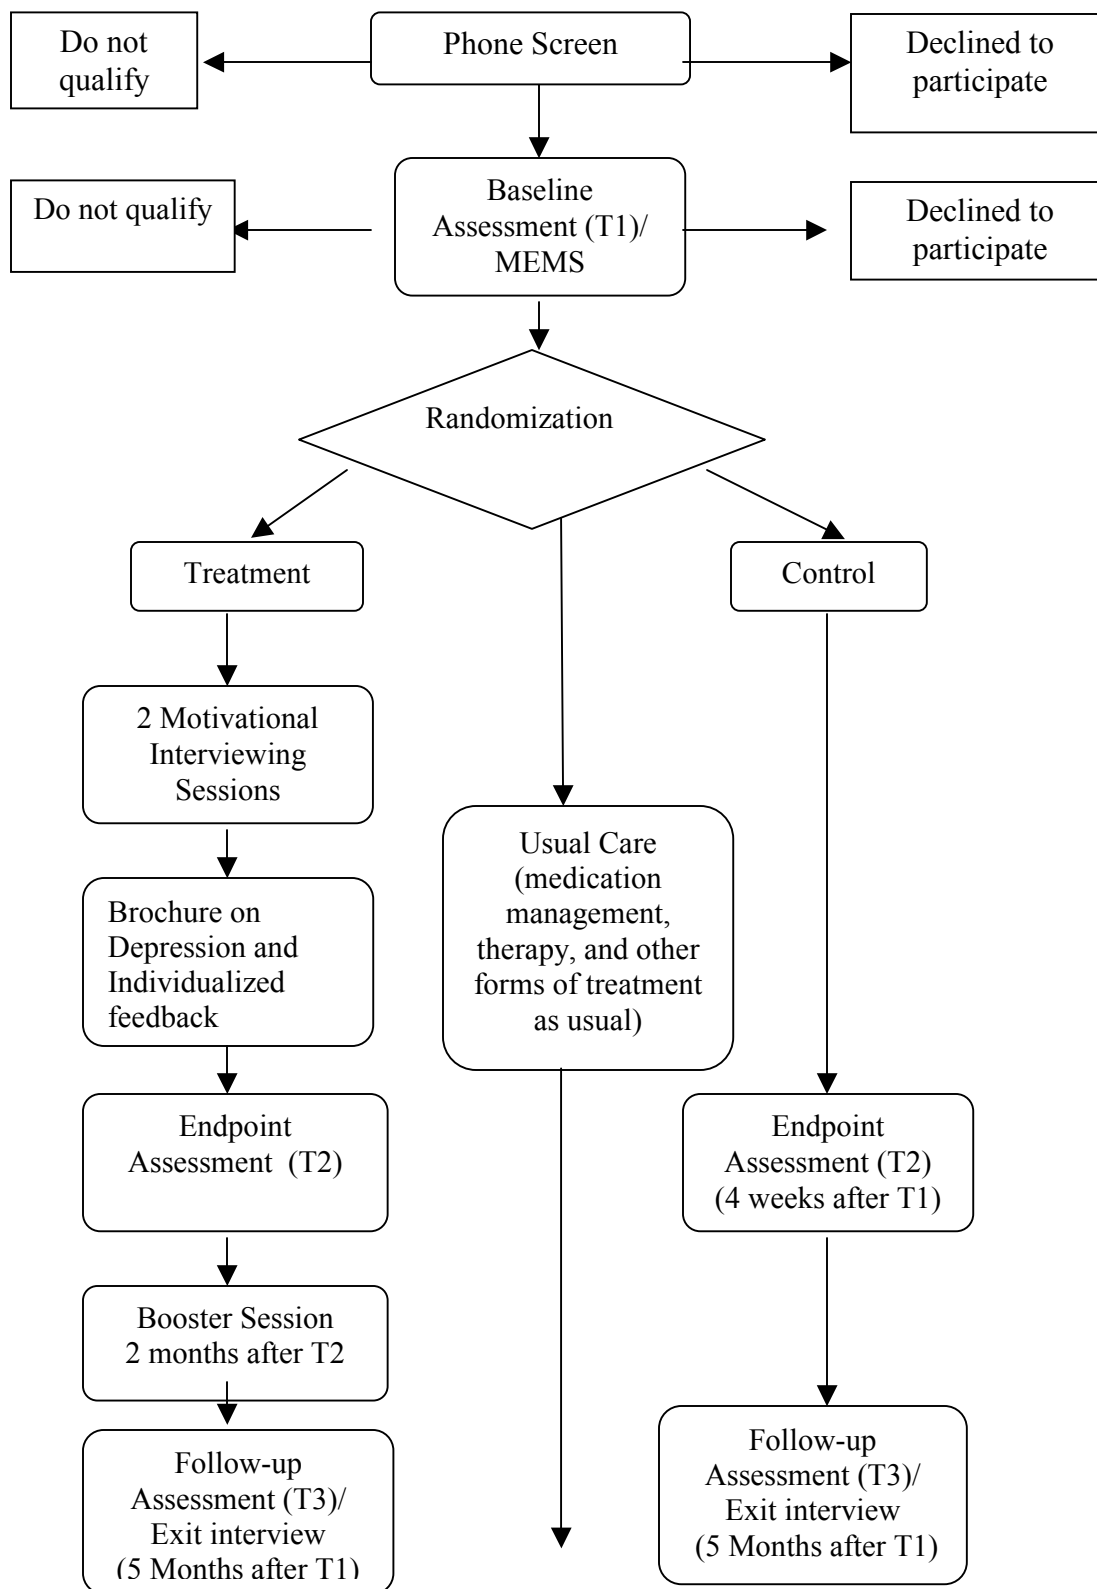 Do not
qualify
Phone Screen
Declined to
participate
Do not qualify
Baseline
Assessment (T1)/
MEMS
Declined to
participate
Randomization
Treatment
Control
2 Motivational
Interviewing
Sessions
Usual Care
(medication
management,
therapy, and other
forms of treatment
as usual)
Brochure on
Depression and
Individualized
feedback
Endpoint
Assessment (T2)
Endpoint
Assessment (T2)
(4 weeks after T1)
Booster Session
2 months after T2
Follow-up
Assessment (T3)/
Exit interview
(5 Months after T1)
Follow-up
Assessment (T3)/
Exit interview
(5 Months after T1)